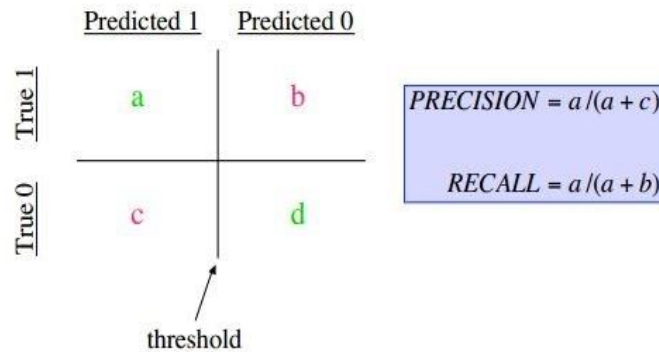 Predicted 1 Predicted 0
True 1
a b
PRECISION = a/(a + c)
RECALL = a/(a + b)
True 0
c d
threshold